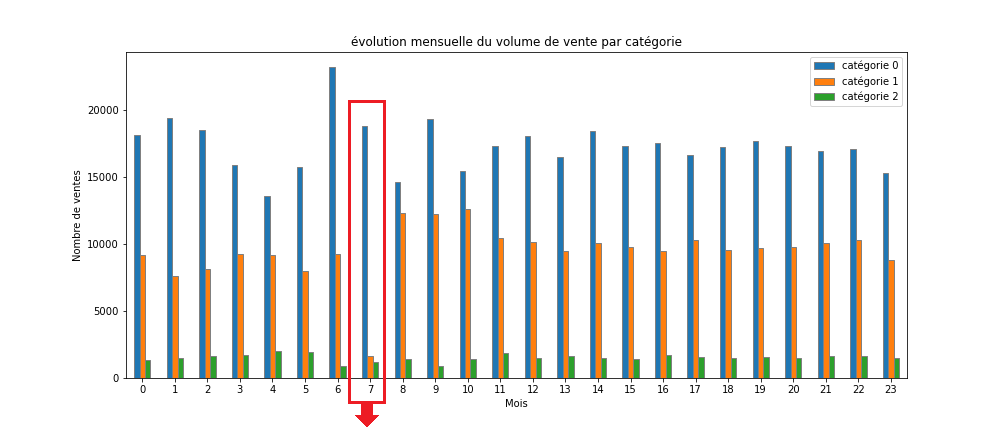 évolution mensuelle du volume de vente par catégorie
catégorie 0
catégorie 1
catégorie 2
Nombre de ventes
20000
15000
10000
5000
0
0 1 2 3 4 5 6 7 8 9 10 11 12 13 14 15 16 17 18 19 20 21 22 23
Mois